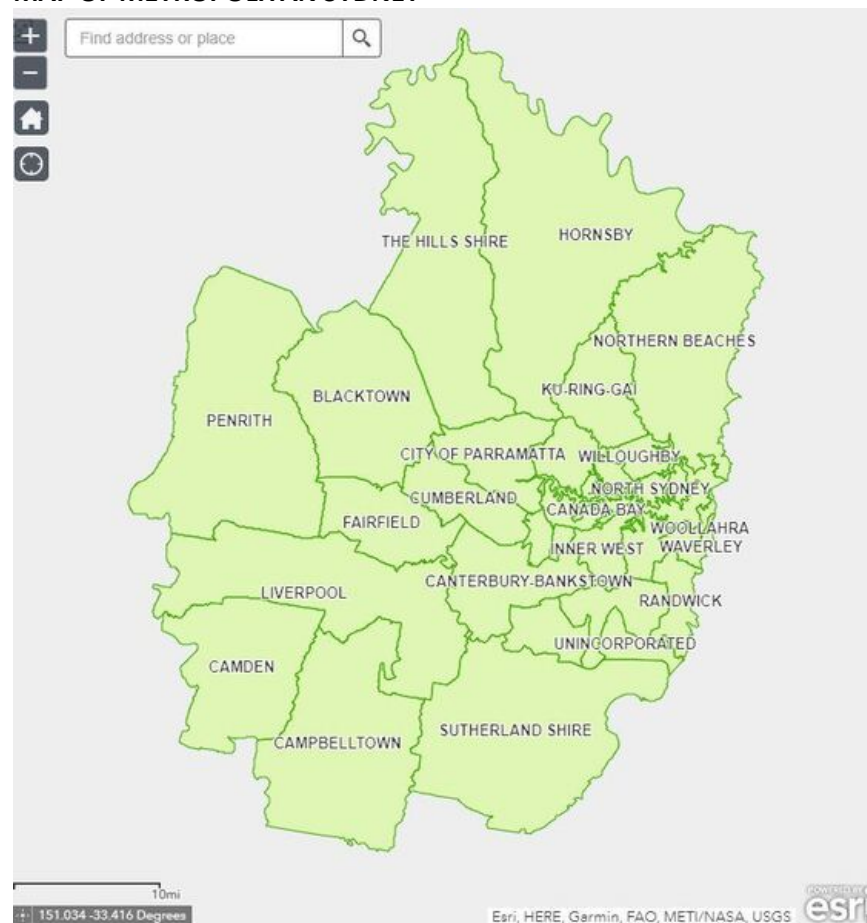 MAP OF METROPOLITAN SYDNEY
Find address or place
THE HILLS SHIRE
HORNSBY
NORTHERN BEACHES
KU-RING-GAI
BLACKTOWN
PENRITH
CITY OF PARRAMATTA
WILLOUGHBY
CUMBERLAND
NORTH SYDNEY
CANADA BAY
FAIRFIELD
WOOLLAHRA
INNER WEST
WAVERLEY
CANTERBURY-BANKSTOWN
LIVERPOOL
RANDWICK
UNINCORPORATED
CAMDEN
SUTHERLAND SHIRE
CAMPBELLTOWN
10mi
151.034 -33.416 Degrees
Esri, HERE, Garmin, FAO, METI/NASA, USGS
POWERED BY
esri